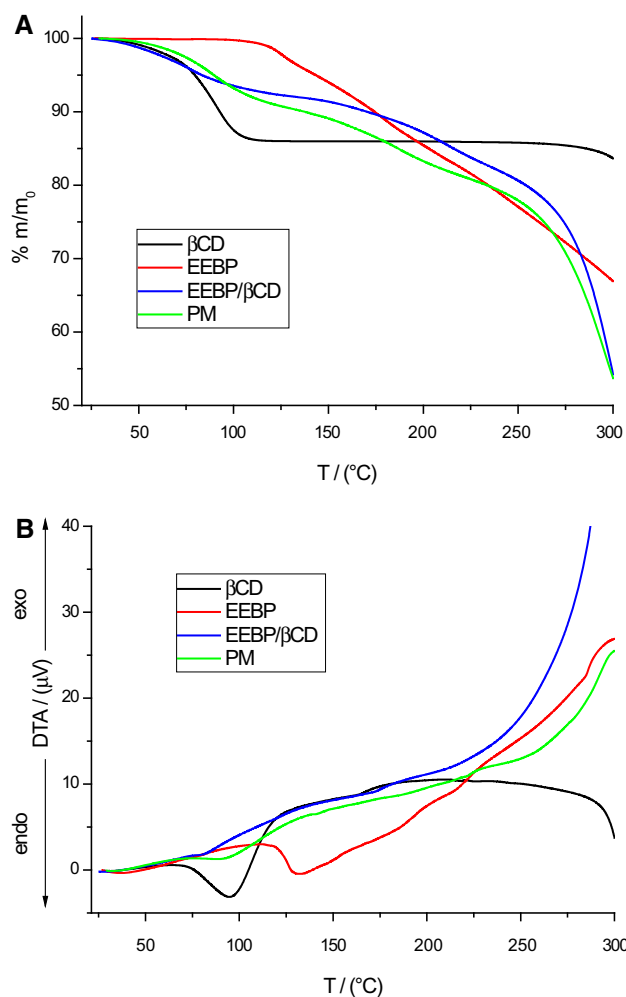 A
100
90
80
70
60
50
% m/m₀
βCD
EEBP
EEBP/βCD
PM
50 100 150 200 250 300
T / (°C)
B
40
30
20
10
0
endo DTA / (μV) exo
βCD
EEBP
EEBP/βCD
PM
50 100 150 200 250 300
T / (°C)